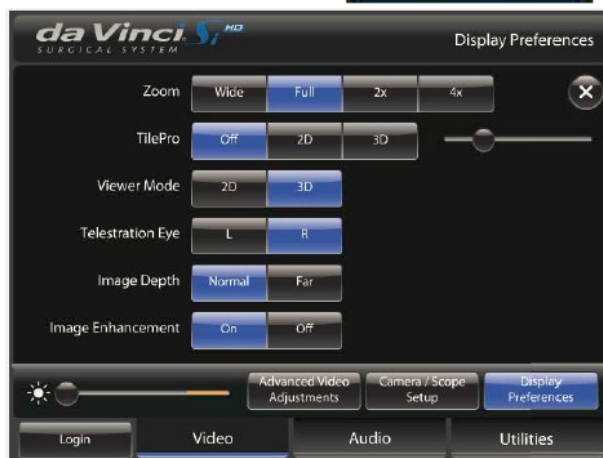 da Vinci. Si HD
SURGICAL SYSTEM
Display Preferences
Zoom Wide Full 2x 4x
TilePro Off 2D 3D
Viewer Mode 2D 3D
Telestration Eye L R
Image Depth Normal Far
Image Enhancement On Off
Advanced Video Adjustments
Camera / Scope Setup
Display Preferences
Login Video Audio Utilities